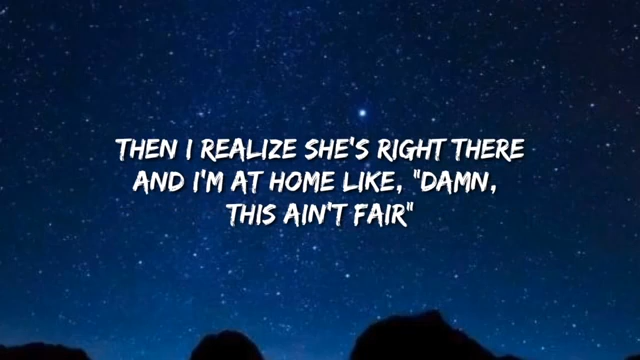 THEN I REALIZE SHE'S RIGHT THERE
AND I'M AT HOME LIKE, "DAMN,
THIS AIN'T FAIR"